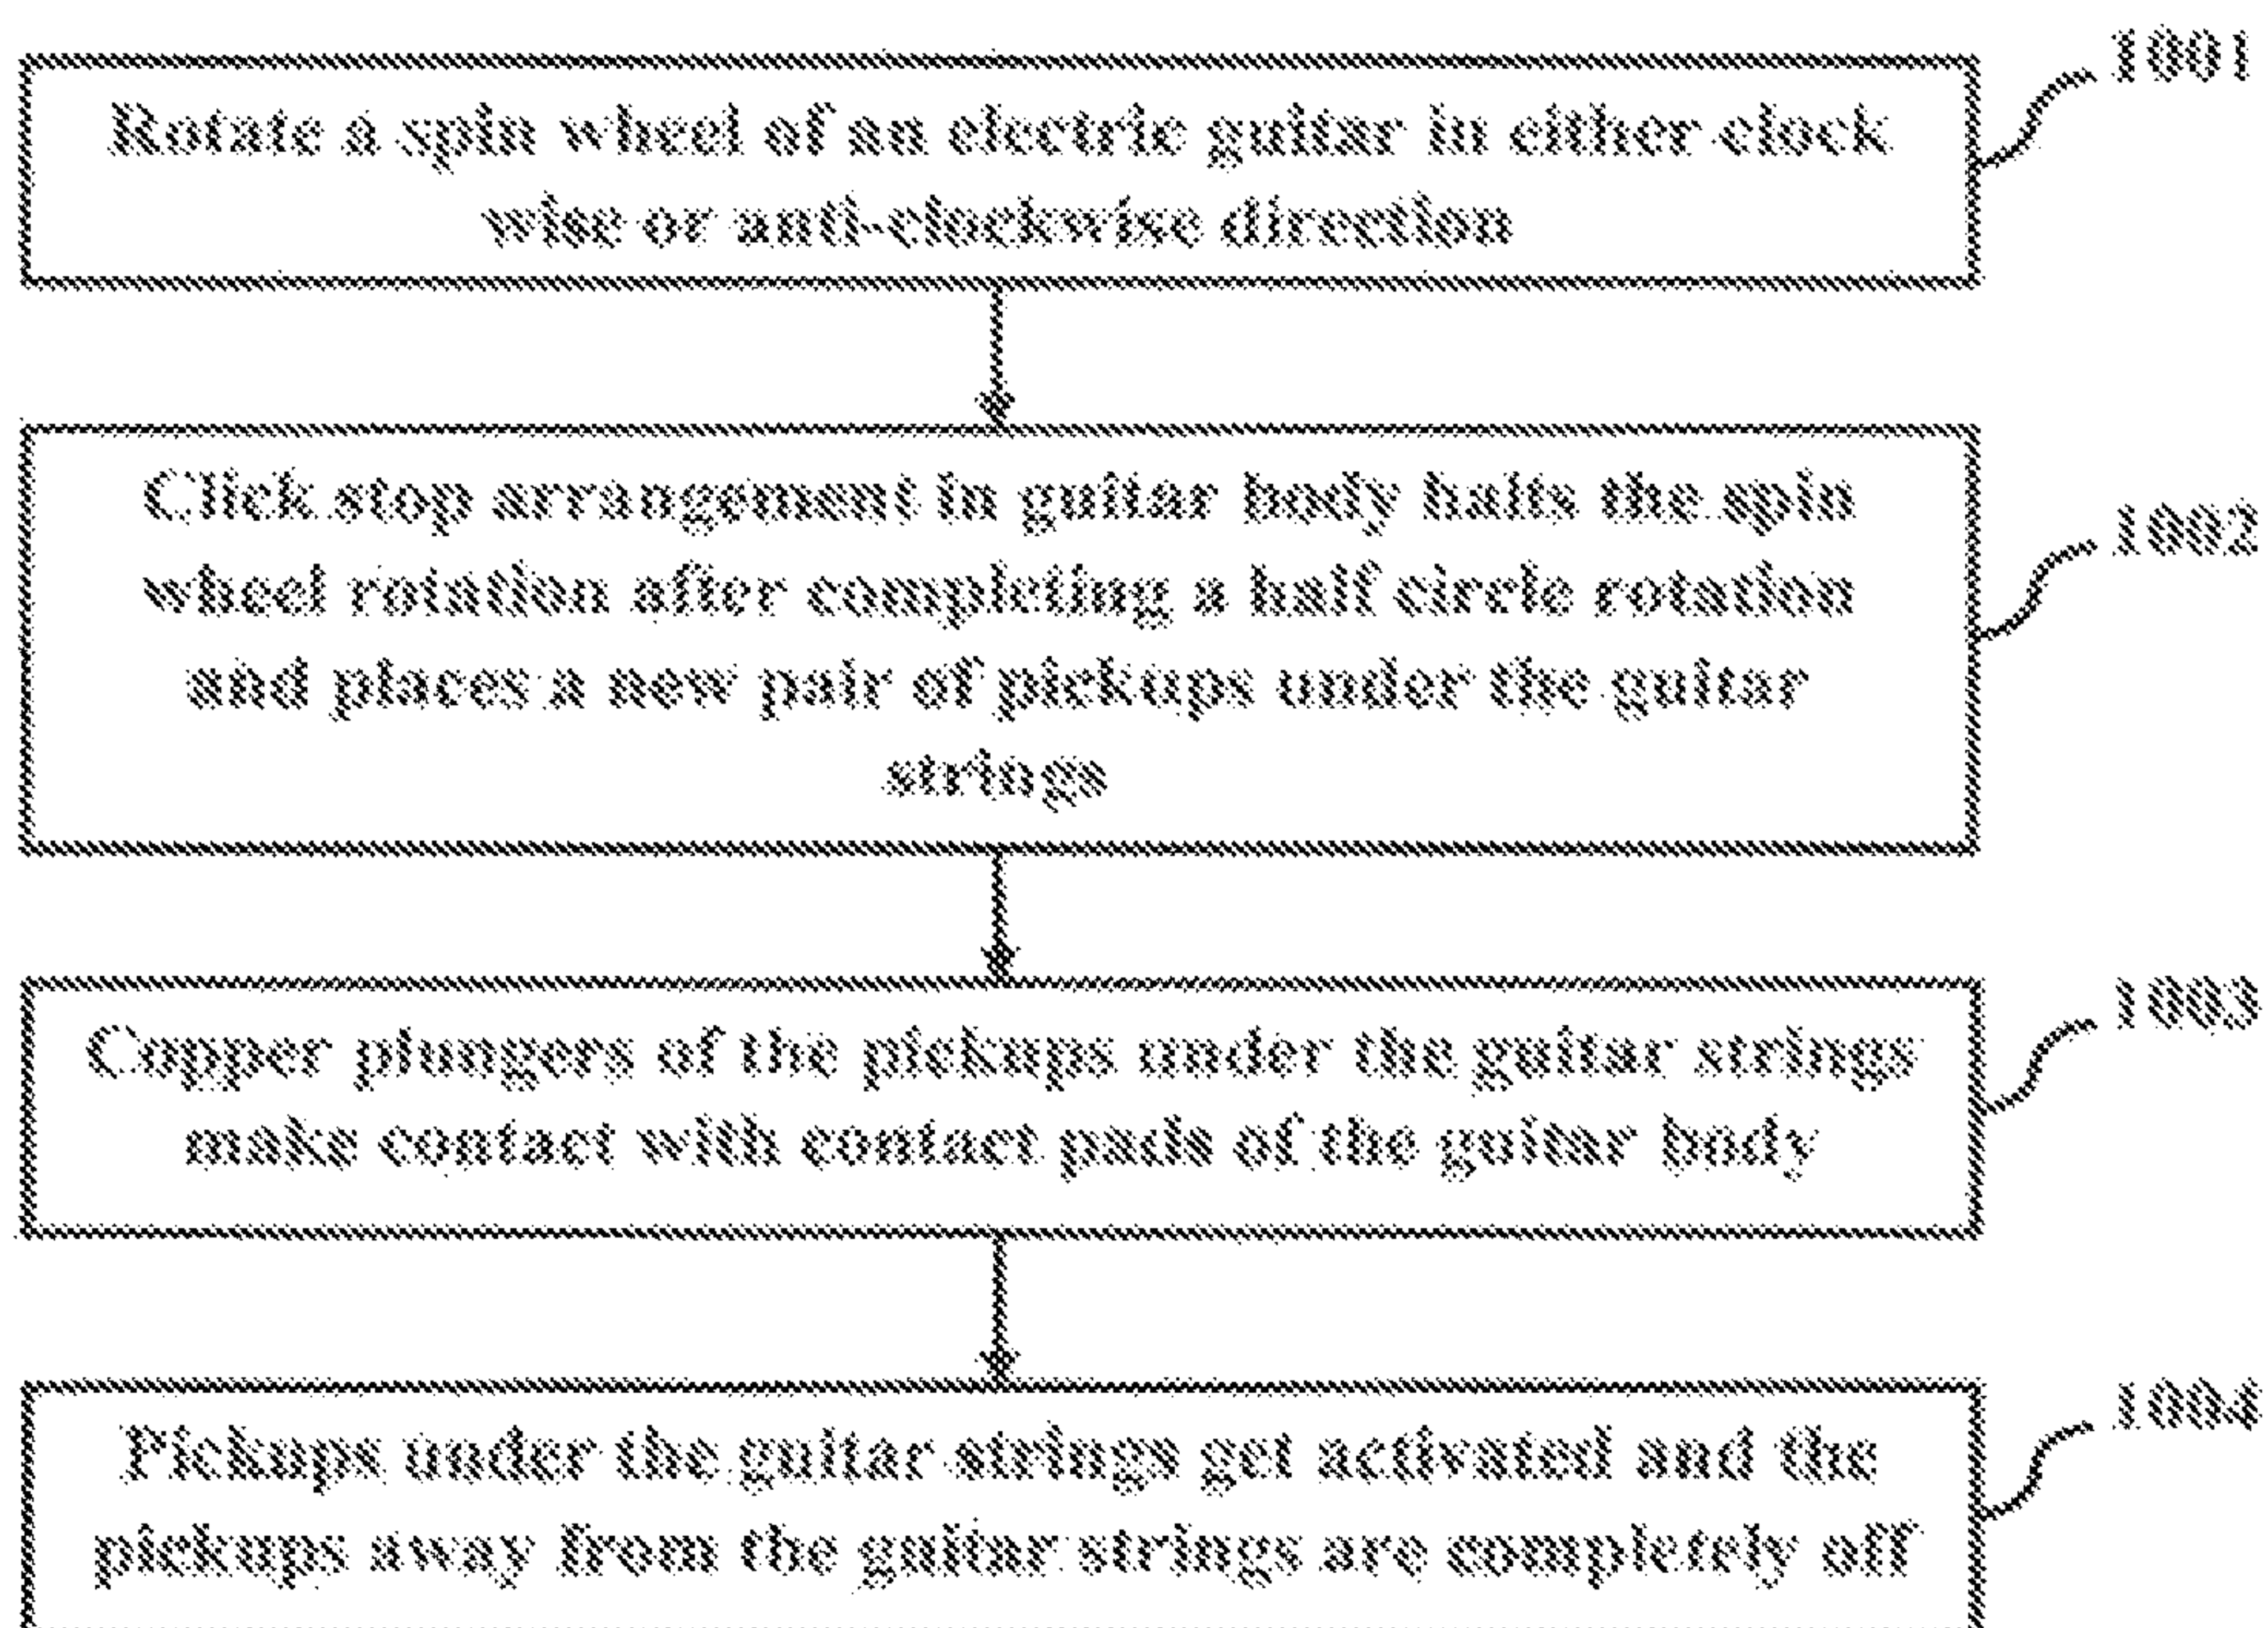 1001
Rotate a spin wheel of an electric guitar in either clock
wise or anti-clockwise direction
Click stop arrangement in guitar body halts the spin
1002
wheel rotation after completing a half circle rotation
and places a new pair of pickups under the guitar
strings
1003
Copper plungers of the pickups under the guitar strings
make contact with contact pads of the guitar body
1004
Pickups under the guitar strings get activated and the
pickups away from the guitar strings are completely off